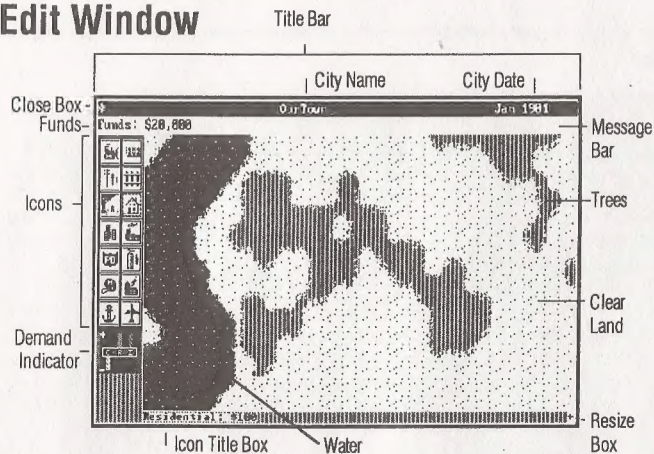 Edit Window
Title Bar
City Name
City Date
Close Box
OurTown
Jan 1901
Funds
Funds: $20,000
Message
Bar
Icons
Trees
Clear
Land
Demand
Indicator
C R I
Residential: $100
Resize
Box
Icon Title Box
Water